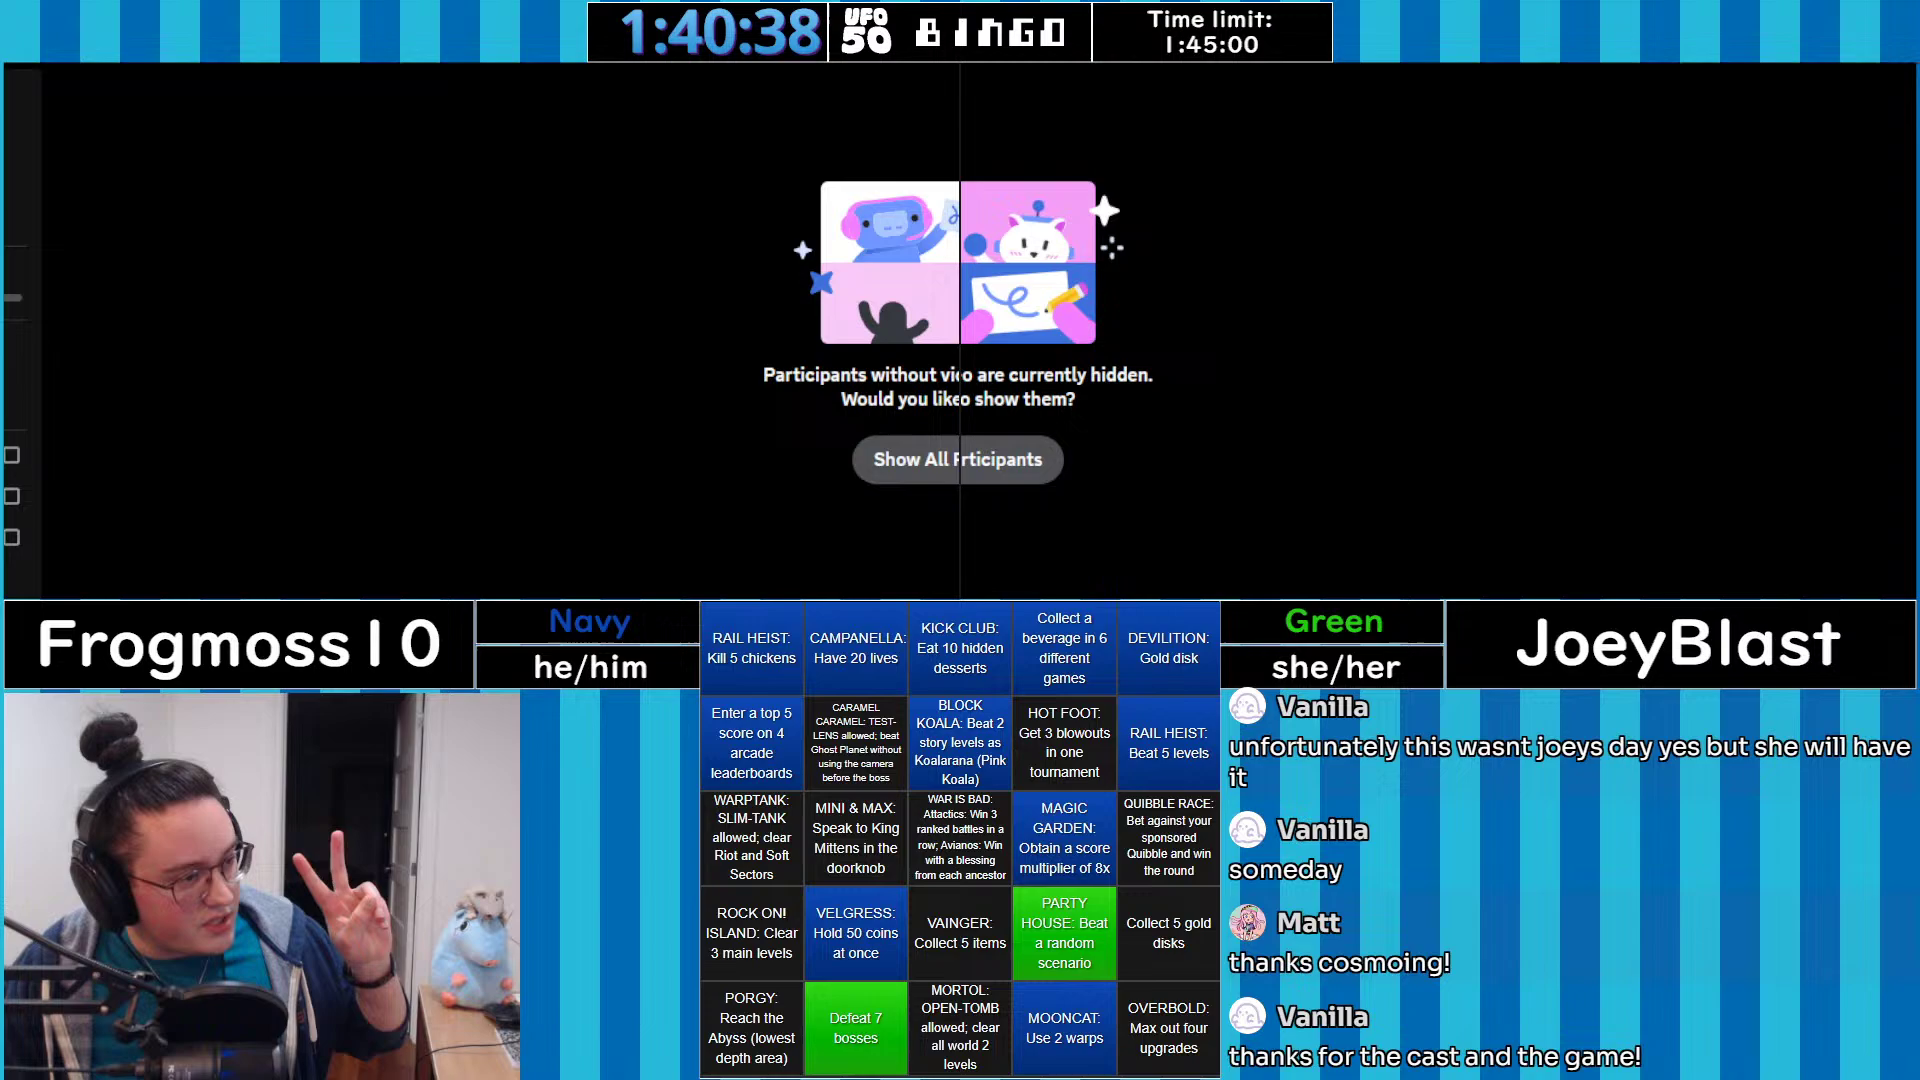 1:40:38
UFO 50
BINGO
Time limit:
1:45:00
Participants without vi o are currently hidden.
Would you like o show them?
Show All P rticipants
Frogmoss10
Navy
he/him
Green
she/her
JoeyBlast
RAIL HEIST:
Kill 5 chickens
CAMPANELLA:
Have 20 lives
KICK CLUB:
Eat 10 hidden
desserts
Collect a
beverage in 6
different
games
DEVILITION:
Gold disk
Enter a top 5
score on 4
arcade
leaderboards
CARAMEL
CARAMEL: TEST-
LENS allowed; beat
Ghost Planet without
using the camera
before the boss
BLOCK
KOALA: Beat 2
story levels as
Koalarana (Pink
Koala)
HOT FOOT:
Get 3 blowouts
in one
tournament
RAIL HEIST:
Beat 5 levels
WARPTANK:
SLIM-TANK
allowed; clear
Riot and Soft
Sectors
MINI & MAX:
Speak to King
Mittens in the
doorknob
WAR IS BAD:
Attactics: Win 3
ranked battles in a
row; Avianos: Win
with a blessing
from each ancestor
MAGIC
GARDEN:
Obtain a score
multiplier of 8x
QUIBBLE RACE:
Bet against your
sponsored
Quibble and win
the round
ROCK ON!
ISLAND: Clear
3 main levels
VELGRESS:
Hold 50 coins
at once
VAINGER:
Collect 5 items
PARTY
HOUSE: Beat
a random
scenario
Collect 5 gold
disks
PORGY:
Reach the
Abyss (lowest
depth area)
Defeat 7
bosses
MORTOL:
OPEN-TOMB
allowed; clear
all world 2
levels
MOONCAT:
Use 2 warps
OVERBOLD:
Max out four
upgrades
Vanilla
unfortunately this wasnt joeys day yes but she will have
it
Vanilla
someday
Matt
thanks cosmoing!
Vanilla
thanks for the cast and the game!